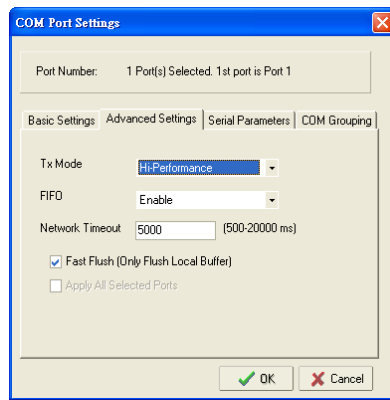 COM Port Settings
Port Number: 1 Port(s) Selected. 1st port is Port 1
Basic Settings Advanced Settings Serial Parameters COM Grouping
Tx Mode Hi-Performance
FIFO Enable
Network Timeout 5000 (500-20000 ms)
Fast Flush (Only Flush Local Buffer)
Apply All Selected Ports
OK Cancel